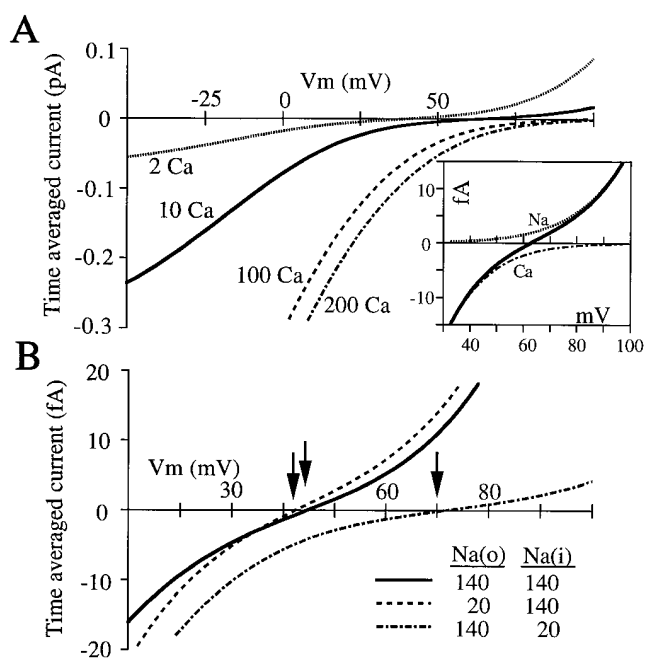 A
Time averaged current (pA)
0.1
0
-0.1
-0.2
-0.3
Vm (mV)
-25
0
50
2 Ca
10 Ca
100 Ca
200 Ca
fA
10
0
-10
Na
Ca
mV
40
60
80
100
B
Time averaged current (fA)
20
10
0
-10
-20
Vm (mV)
30
60
80
Na(o) Na(i)
140 140
20 140
140 20